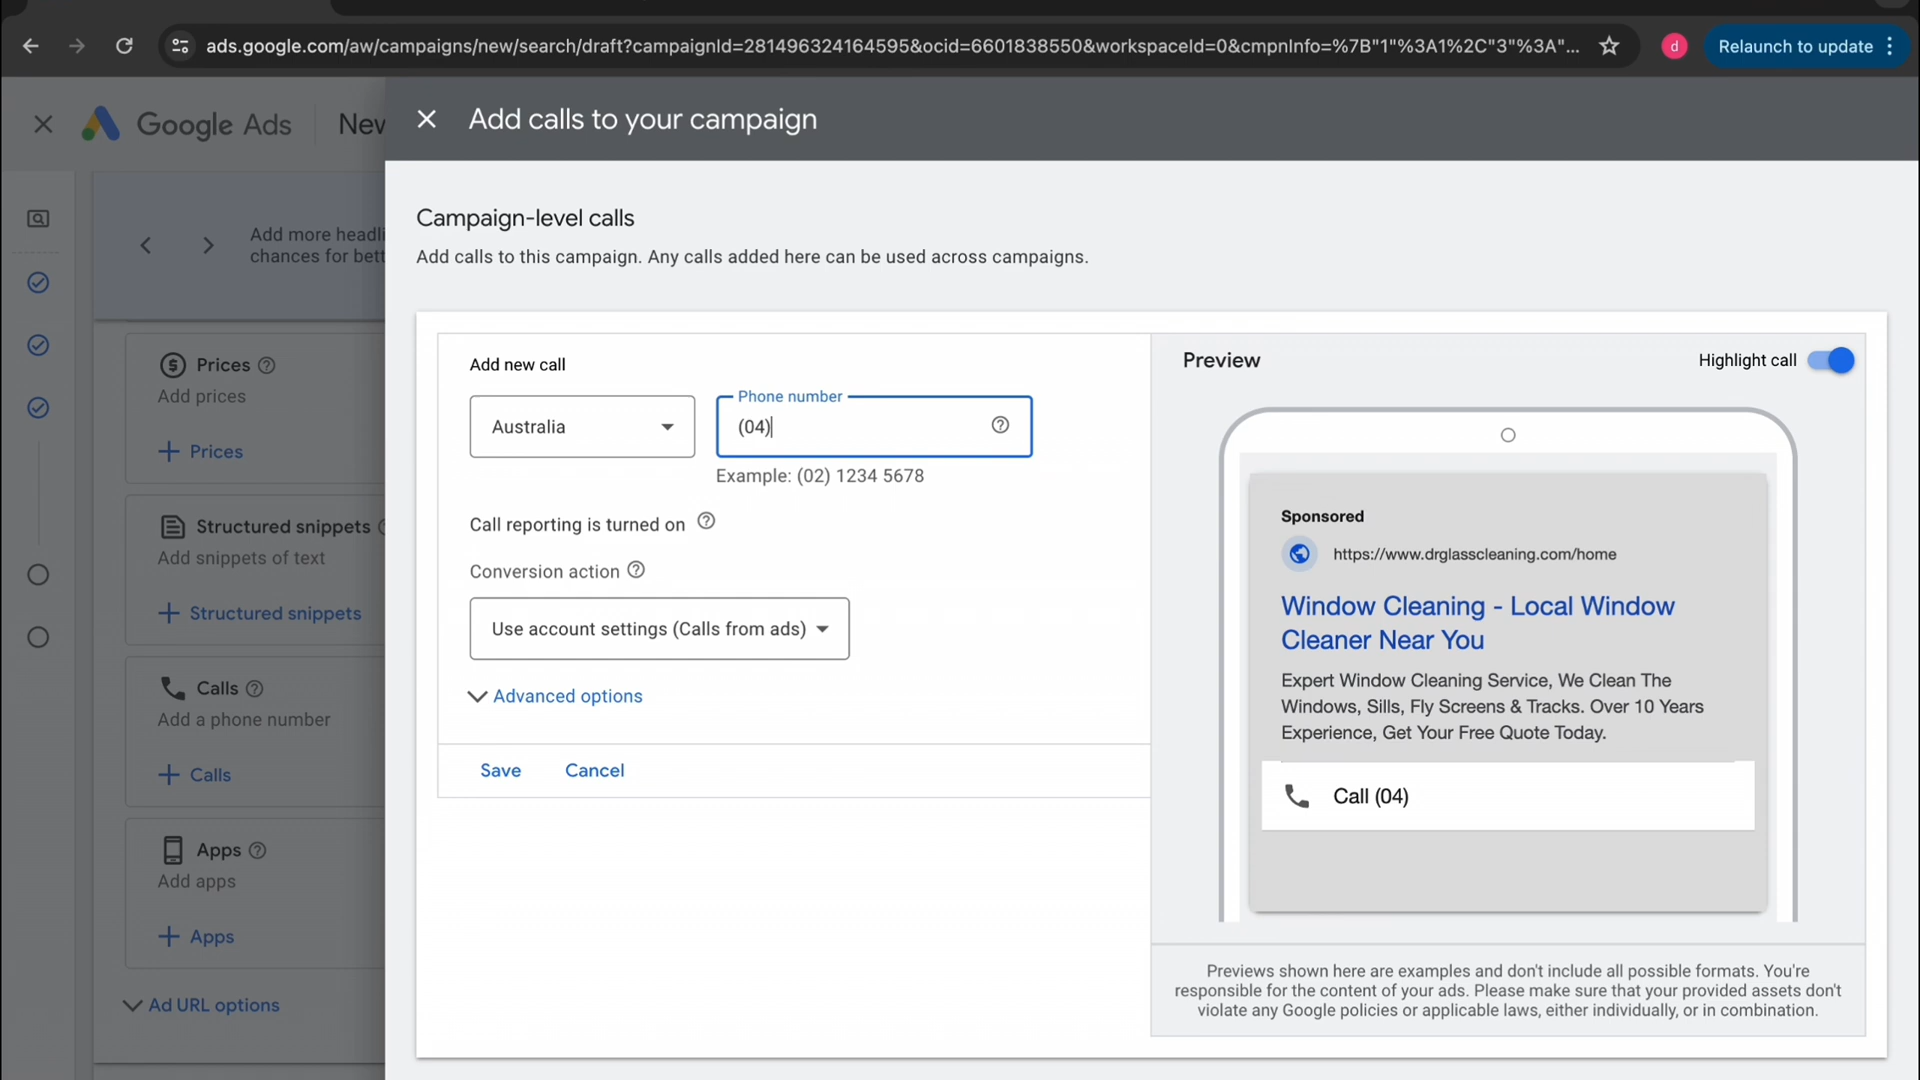 ads.google.com/aw/campaigns/new/search/draft?campaignId=281496324164595&ocid=6601838550&workspaceId=0&cmpnInfo=%7B"1"%3A1%2C"3"%3A"...
d
Relaunch to update
Google Ads
New
Add calls to your campaign
Add more headli
chances for bett
Prices
Add prices
Prices
Structured snippets
Add snippets of text
Structured snippets
Calls
Add a phone number
Calls
Apps
Add apps
Apps
Ad URL options
Campaign-level calls
Add calls to this campaign. Any calls added here can be used across campaigns.
Add new call
Australia
Phone number
(04)
Example: (02) 1234 5678
Call reporting is turned on
Conversion action
Use account settings (Calls from ads)
Advanced options
Save
Cancel
Preview
Highlight call
Sponsored
https://www.drglasscleaning.com/home
Window Cleaning - Local Window
Cleaner Near You
Expert Window Cleaning Service, We Clean The
Windows, Sills, Fly Screens & Tracks. Over 10 Years
Experience, Get Your Free Quote Today.
Call (04)
Previews shown here are examples and don't include all possible formats. You're
responsible for the content of your ads. Please make sure that your provided assets don't
violate any Google policies or applicable laws, either individually, or in combination.